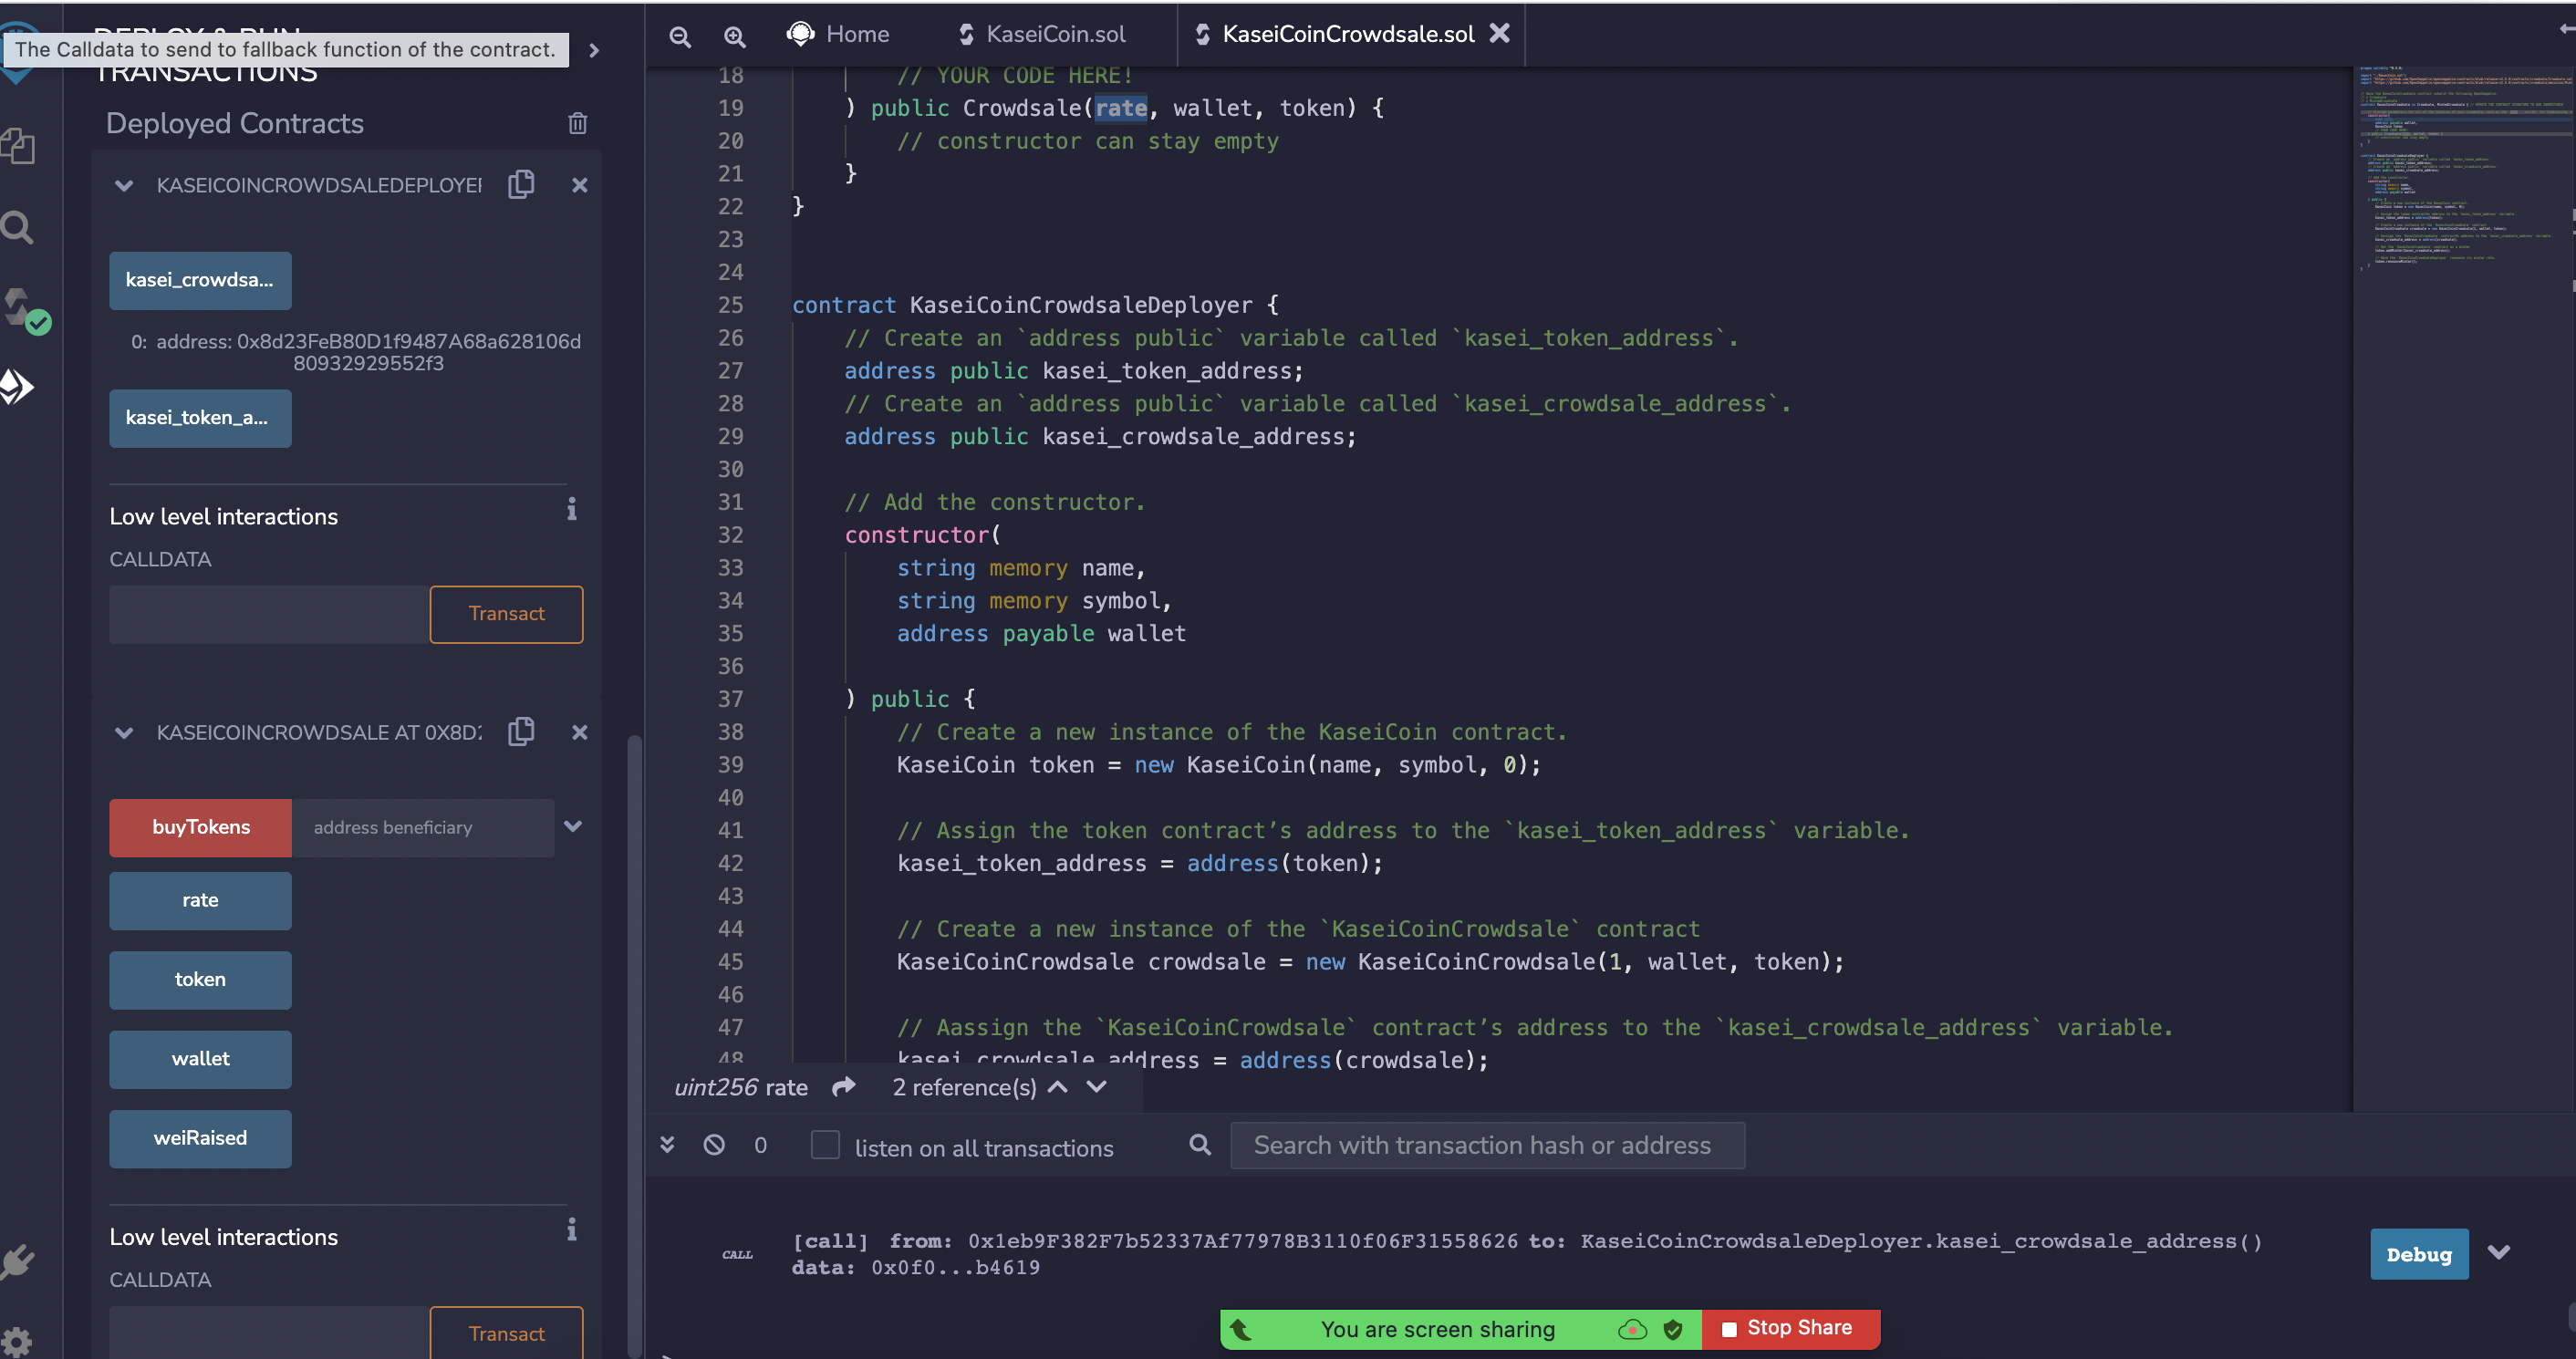 The Calldata to send to fallback function of the contract.
DEPLOY & RUN
TRANSACTIONS
Deployed Contracts
KASEICOINCROWDSALEDEPLOYER
kasei_crowdsa...
0: address: 0x8d23FeB80D1f9487A68a628106d
80932929552f3
kasei_token_a...
Low level interactions
CALLDATA
Transact
KASEICOINCROWDSALE AT 0X8D2
buyTokens address beneficiary
rate
token
wallet
weiRaised
Low level interactions
CALLDATA
Transact
Home KaseiCoin.sol KaseiCoinCrowdsale.sol
18 // YOUR CODE HERE!
19 ) public Crowdsale(rate, wallet, token) {
20 // constructor can stay empty
21 }
22 }
23
24
25 contract KaseiCoinCrowdsaleDeployer {
26 // Create an `address public` variable called `kasei_token_address`.
27 address public kasei_token_address;
28 // Create an `address public` variable called `kasei_crowdsale_address`.
29 address public kasei_crowdsale_address;
30
31 // Add the constructor.
32 constructor(
33 string memory name,
34 string memory symbol,
35 address payable wallet
36
37 ) public {
38 // Create a new instance of the KaseiCoin contract.
39 KaseiCoin token = new KaseiCoin(name, symbol, 0);
40
41 // Assign the token contract’s address to the `kasei_token_address` variable.
42 kasei_token_address = address(token);
43
44 // Create a new instance of the `KaseiCoinCrowdsale` contract
45 KaseiCoinCrowdsale crowdsale = new KaseiCoinCrowdsale(1, wallet, token);
46
47 // Aassign the `KaseiCoinCrowdsale` contract’s address to the `kasei_crowdsale_address` variable.
48 kasei_crowdsale_address = address(crowdsale);
uint256 rate 2 reference(s)
0 listen on all transactions Search with transaction hash or address
CALL [call] from: 0x1eb9F382F7b52337Af77978B3110f06F31558626 to: KaseiCoinCrowdsaleDeployer.kasei_crowdsale_address()
data: 0x0f0...b4619
Debug
You are screen sharing Stop Share